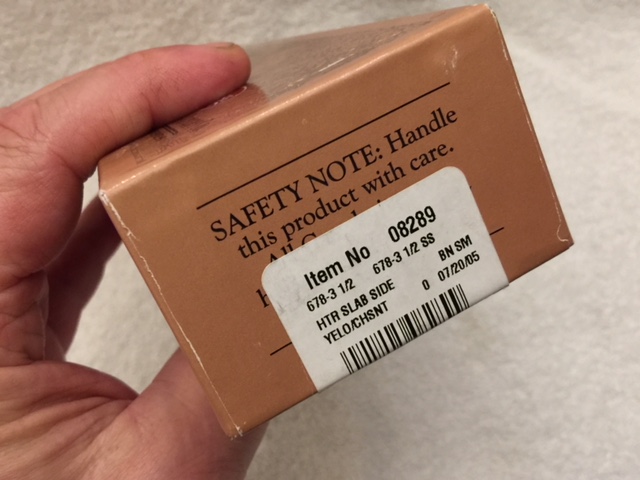 SAFETY NOTE: Handle
this product with care.
All
Item No 08289
678-3 1/2 678-3 1/2 SS
HTR SLAB SIDE BN SM
YELO/CHSNT 0 07/20/05